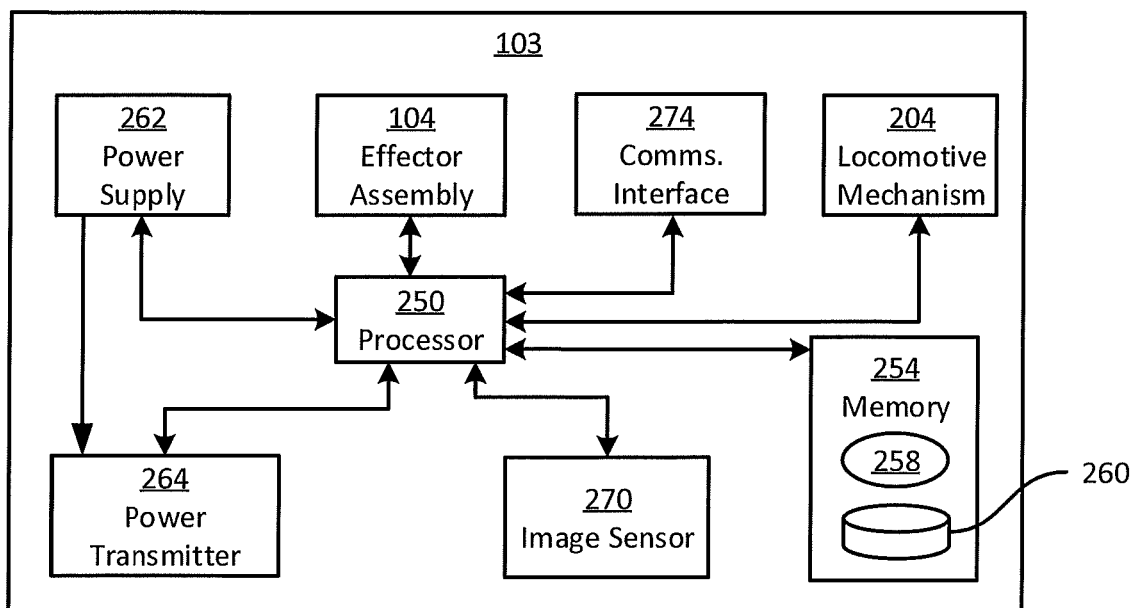 103
262
Power
Supply
104
Effector
Assembly
274
Comms.
Interface
204
Locomotive
Mechanism
250
Processor
254
Memory
258
260
264
Power
Transmitter
270
Image Sensor